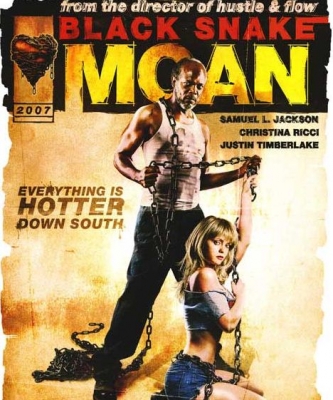 from the director of hustle & flow
BLACK SNAKE
MOAN
2007
SAMUEL L. JACKSON
CHRISTINA RICCI
JUSTIN TIMBERLAKE
EVERYTHING IS
HOTTER
DOWN SOUTH